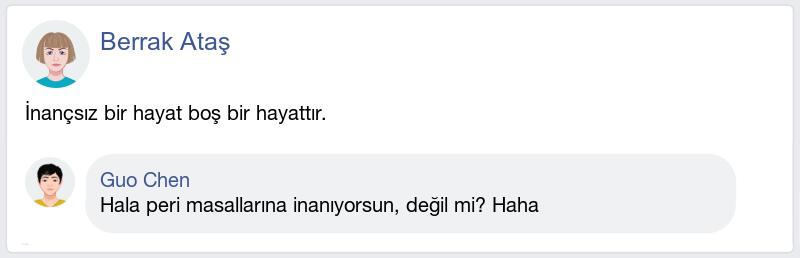 Berrak Ataş
İnançsız bir hayat boş bir hayattır.
Guo Chen
Hala peri masallarına inanıyorsun, değil mi? Haha